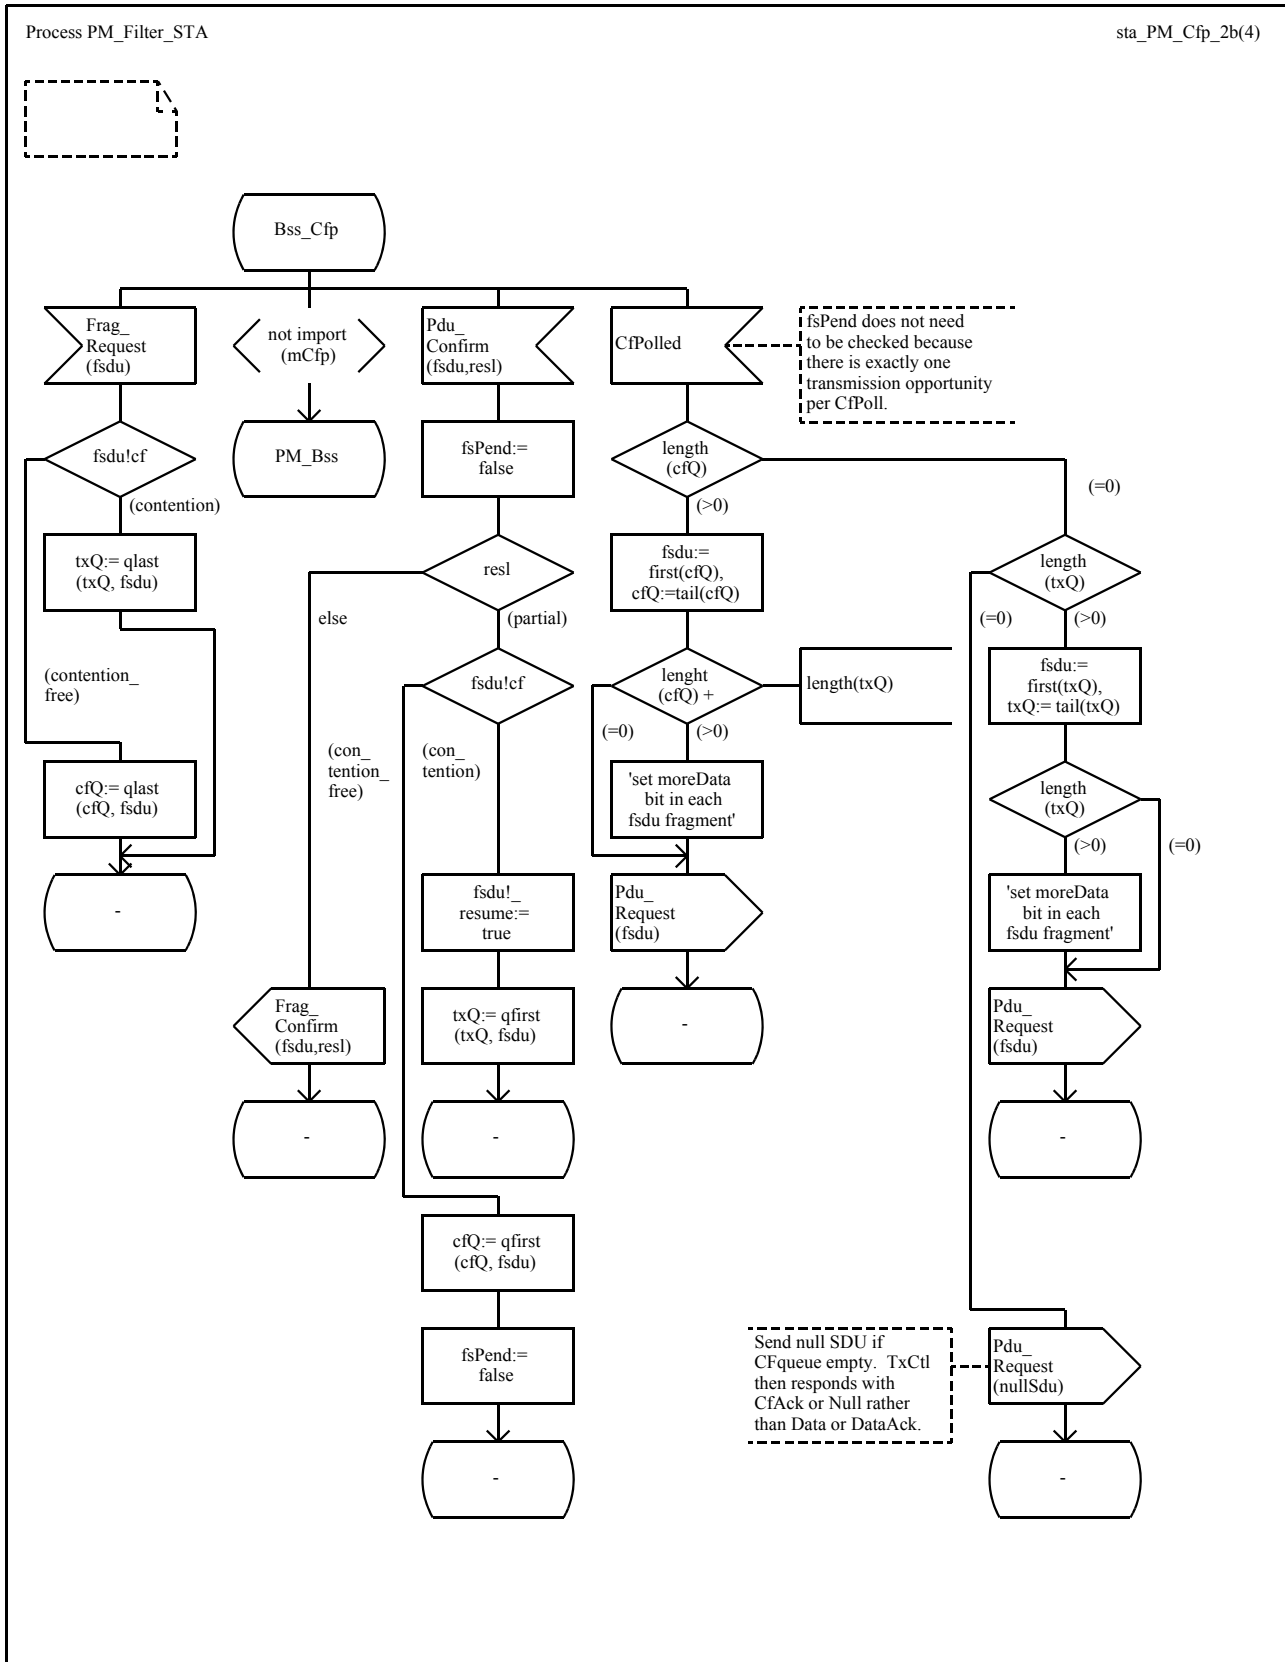 Process PM_Filter_STA
sta_PM_Cfp_2b(4)
Bss_Cfp
Frag_
Request
(fsdu)
not import
(mCfp)
Pdu_
Confirm
(fsdu,resl)
CfPolled
fsPend does not need
to be checked because
there is exactly one
transmission opportunity
per CfPoll.
fsdu!cf
(contention)
PM_Bss
fsPend:=
false
length
(cfQ)
(>0)
(=0)
txQ:= qlast
(txQ, fsdu)
else
resl
(partial)
fsdu:=
first(cfQ),
cfQ:=tail(cfQ)
length
(txQ)
(=0)
(>0)
(contention_
free)
fsdu!cf
lenght
(cfQ) +
length(txQ)
(=0)
(>0)
fsdu:=
first(txQ),
txQ:= tail(txQ)
cfQ:= qlast
(cfQ, fsdu)
(con_
tention_
free)
(con_
tention)
'set moreData
bit in each
fsdu fragment'
length
(txQ)
(>0)
(=0)
-
fsdu!_
resume:=
true
Pdu_
Request
(fsdu)
'set moreData
bit in each
fsdu fragment'
Frag_
Confirm
(fsdu,resl)
txQ:= qfirst
(txQ, fsdu)
-
Pdu_
Request
(fsdu)
-
-
-
cfQ:= qfirst
(cfQ, fsdu)
fsPend:=
false
Send null SDU if
CFqueue empty.  TxCtl
then responds with
CfAck or Null rather
than Data or DataAck.
Pdu_
Request
(nullSdu)
-
-